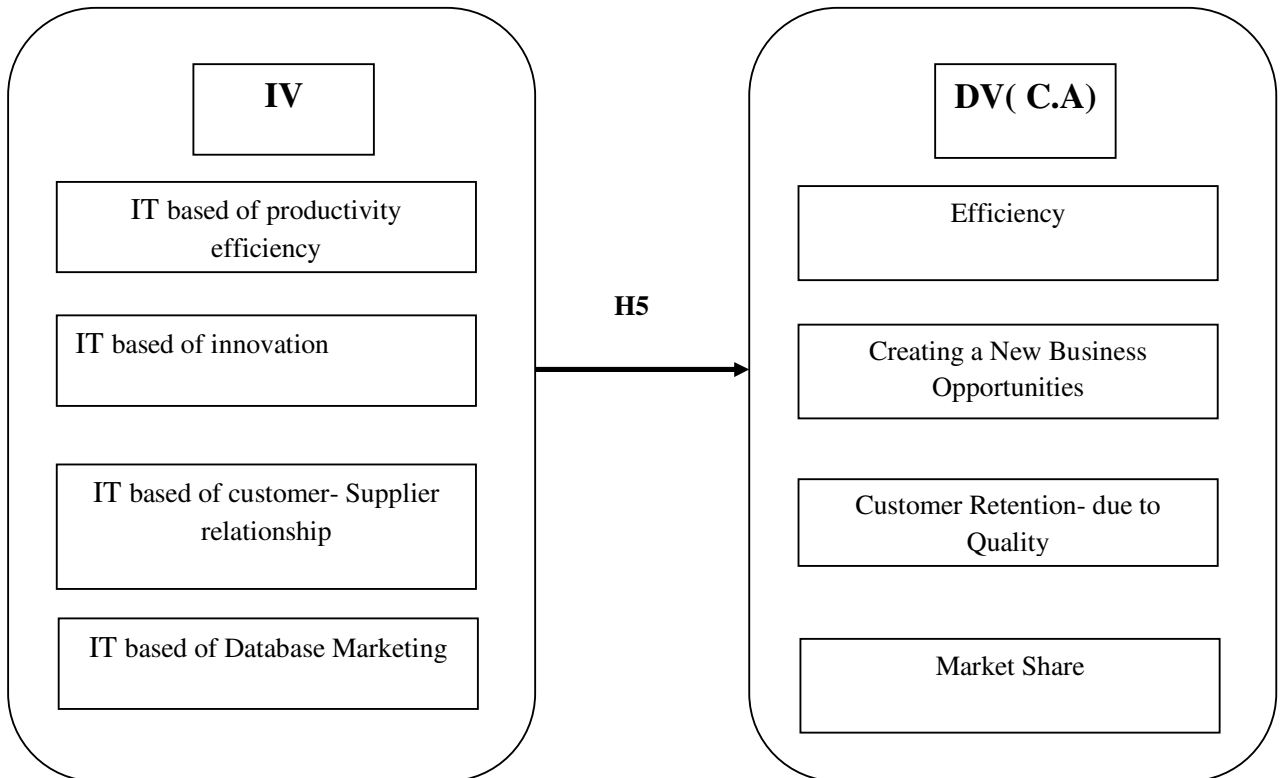 IV
IT based of productivity
efficiency
IT based of innovation
IT based of customer- Supplier
relationship
IT based of Database Marketing
H5
DV( C.A)
Efficiency
Creating a New Business
Opportunities
Customer Retention- due to
Quality
Market Share